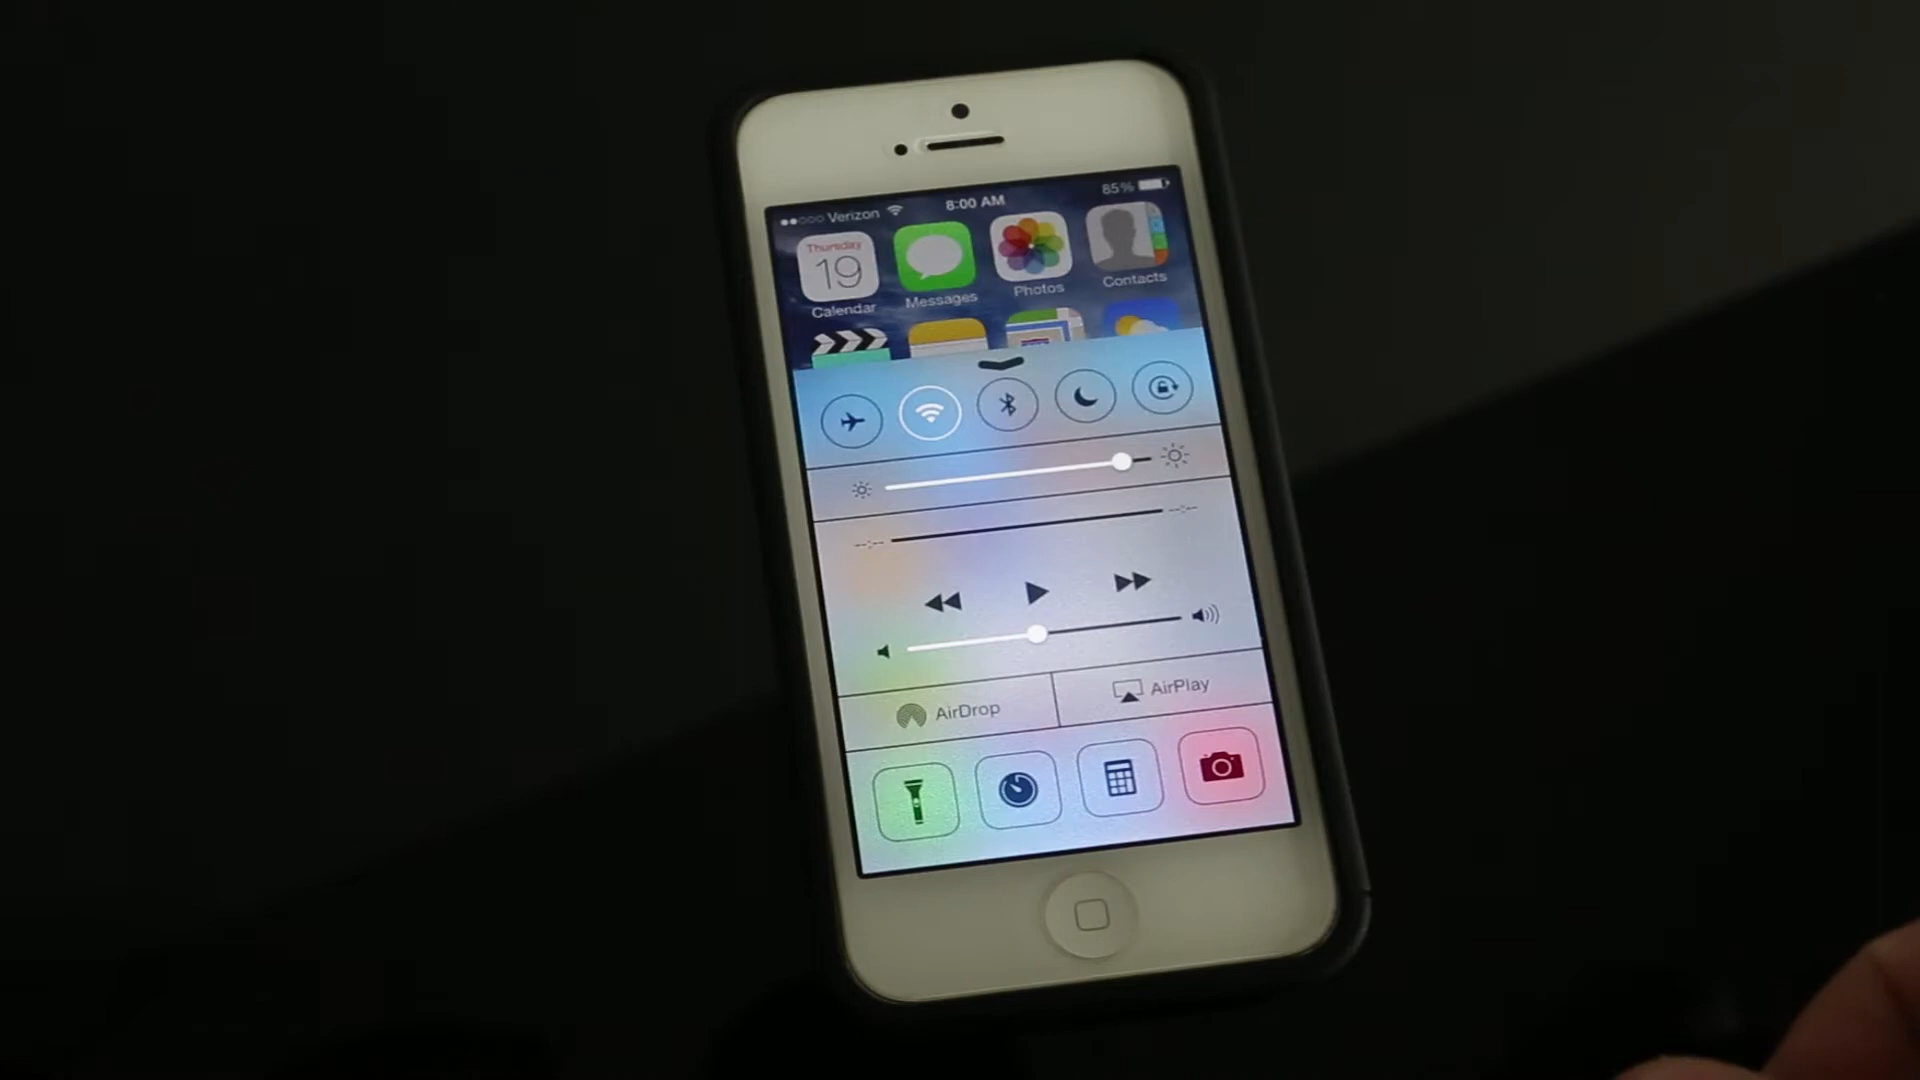 Verizon 8:00 AM 85%
Thursday
19
Calendar Messages Photos Contacts
--:-- --:--
AirDrop AirPlay